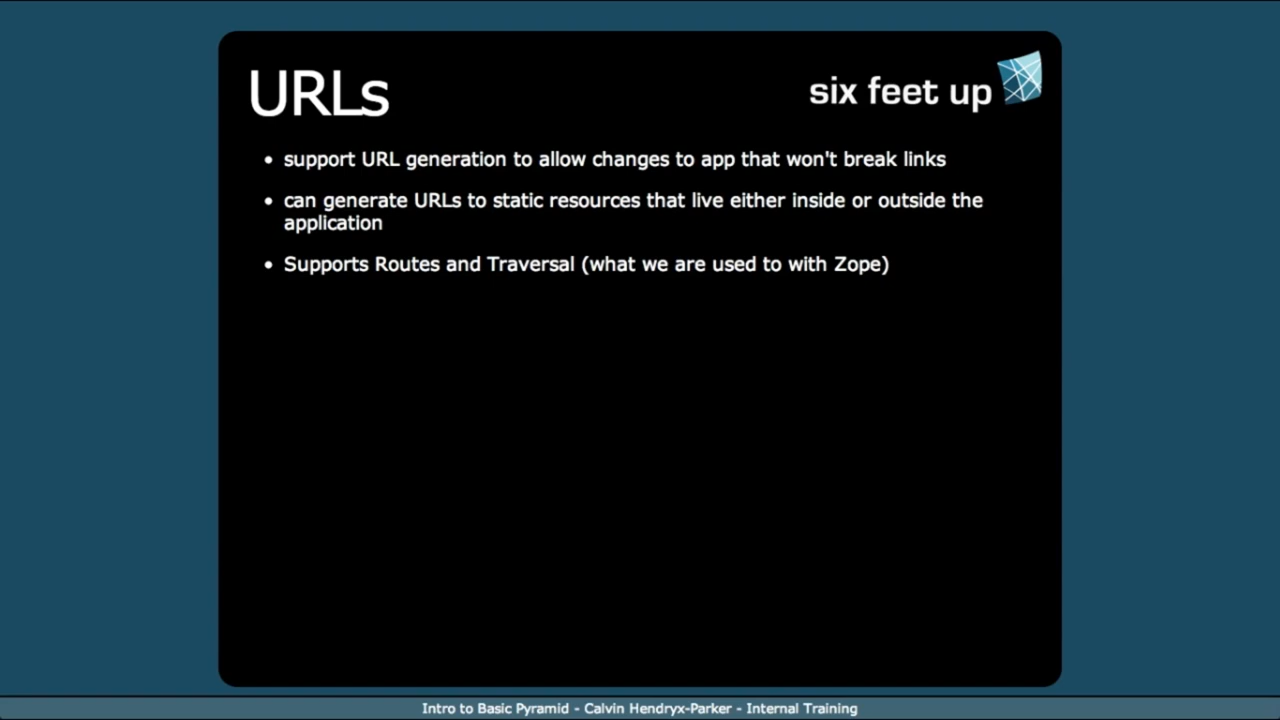 URLs
six feet up
• support URL generation to allow changes to app that won't break links
• can generate URLs to static resources that live either inside or outside the
application
• Supports Routes and Traversal (what we are used to with Zope)
Intro to Basic Pyramid - Calvin Hendryx-Parker - Internal Training